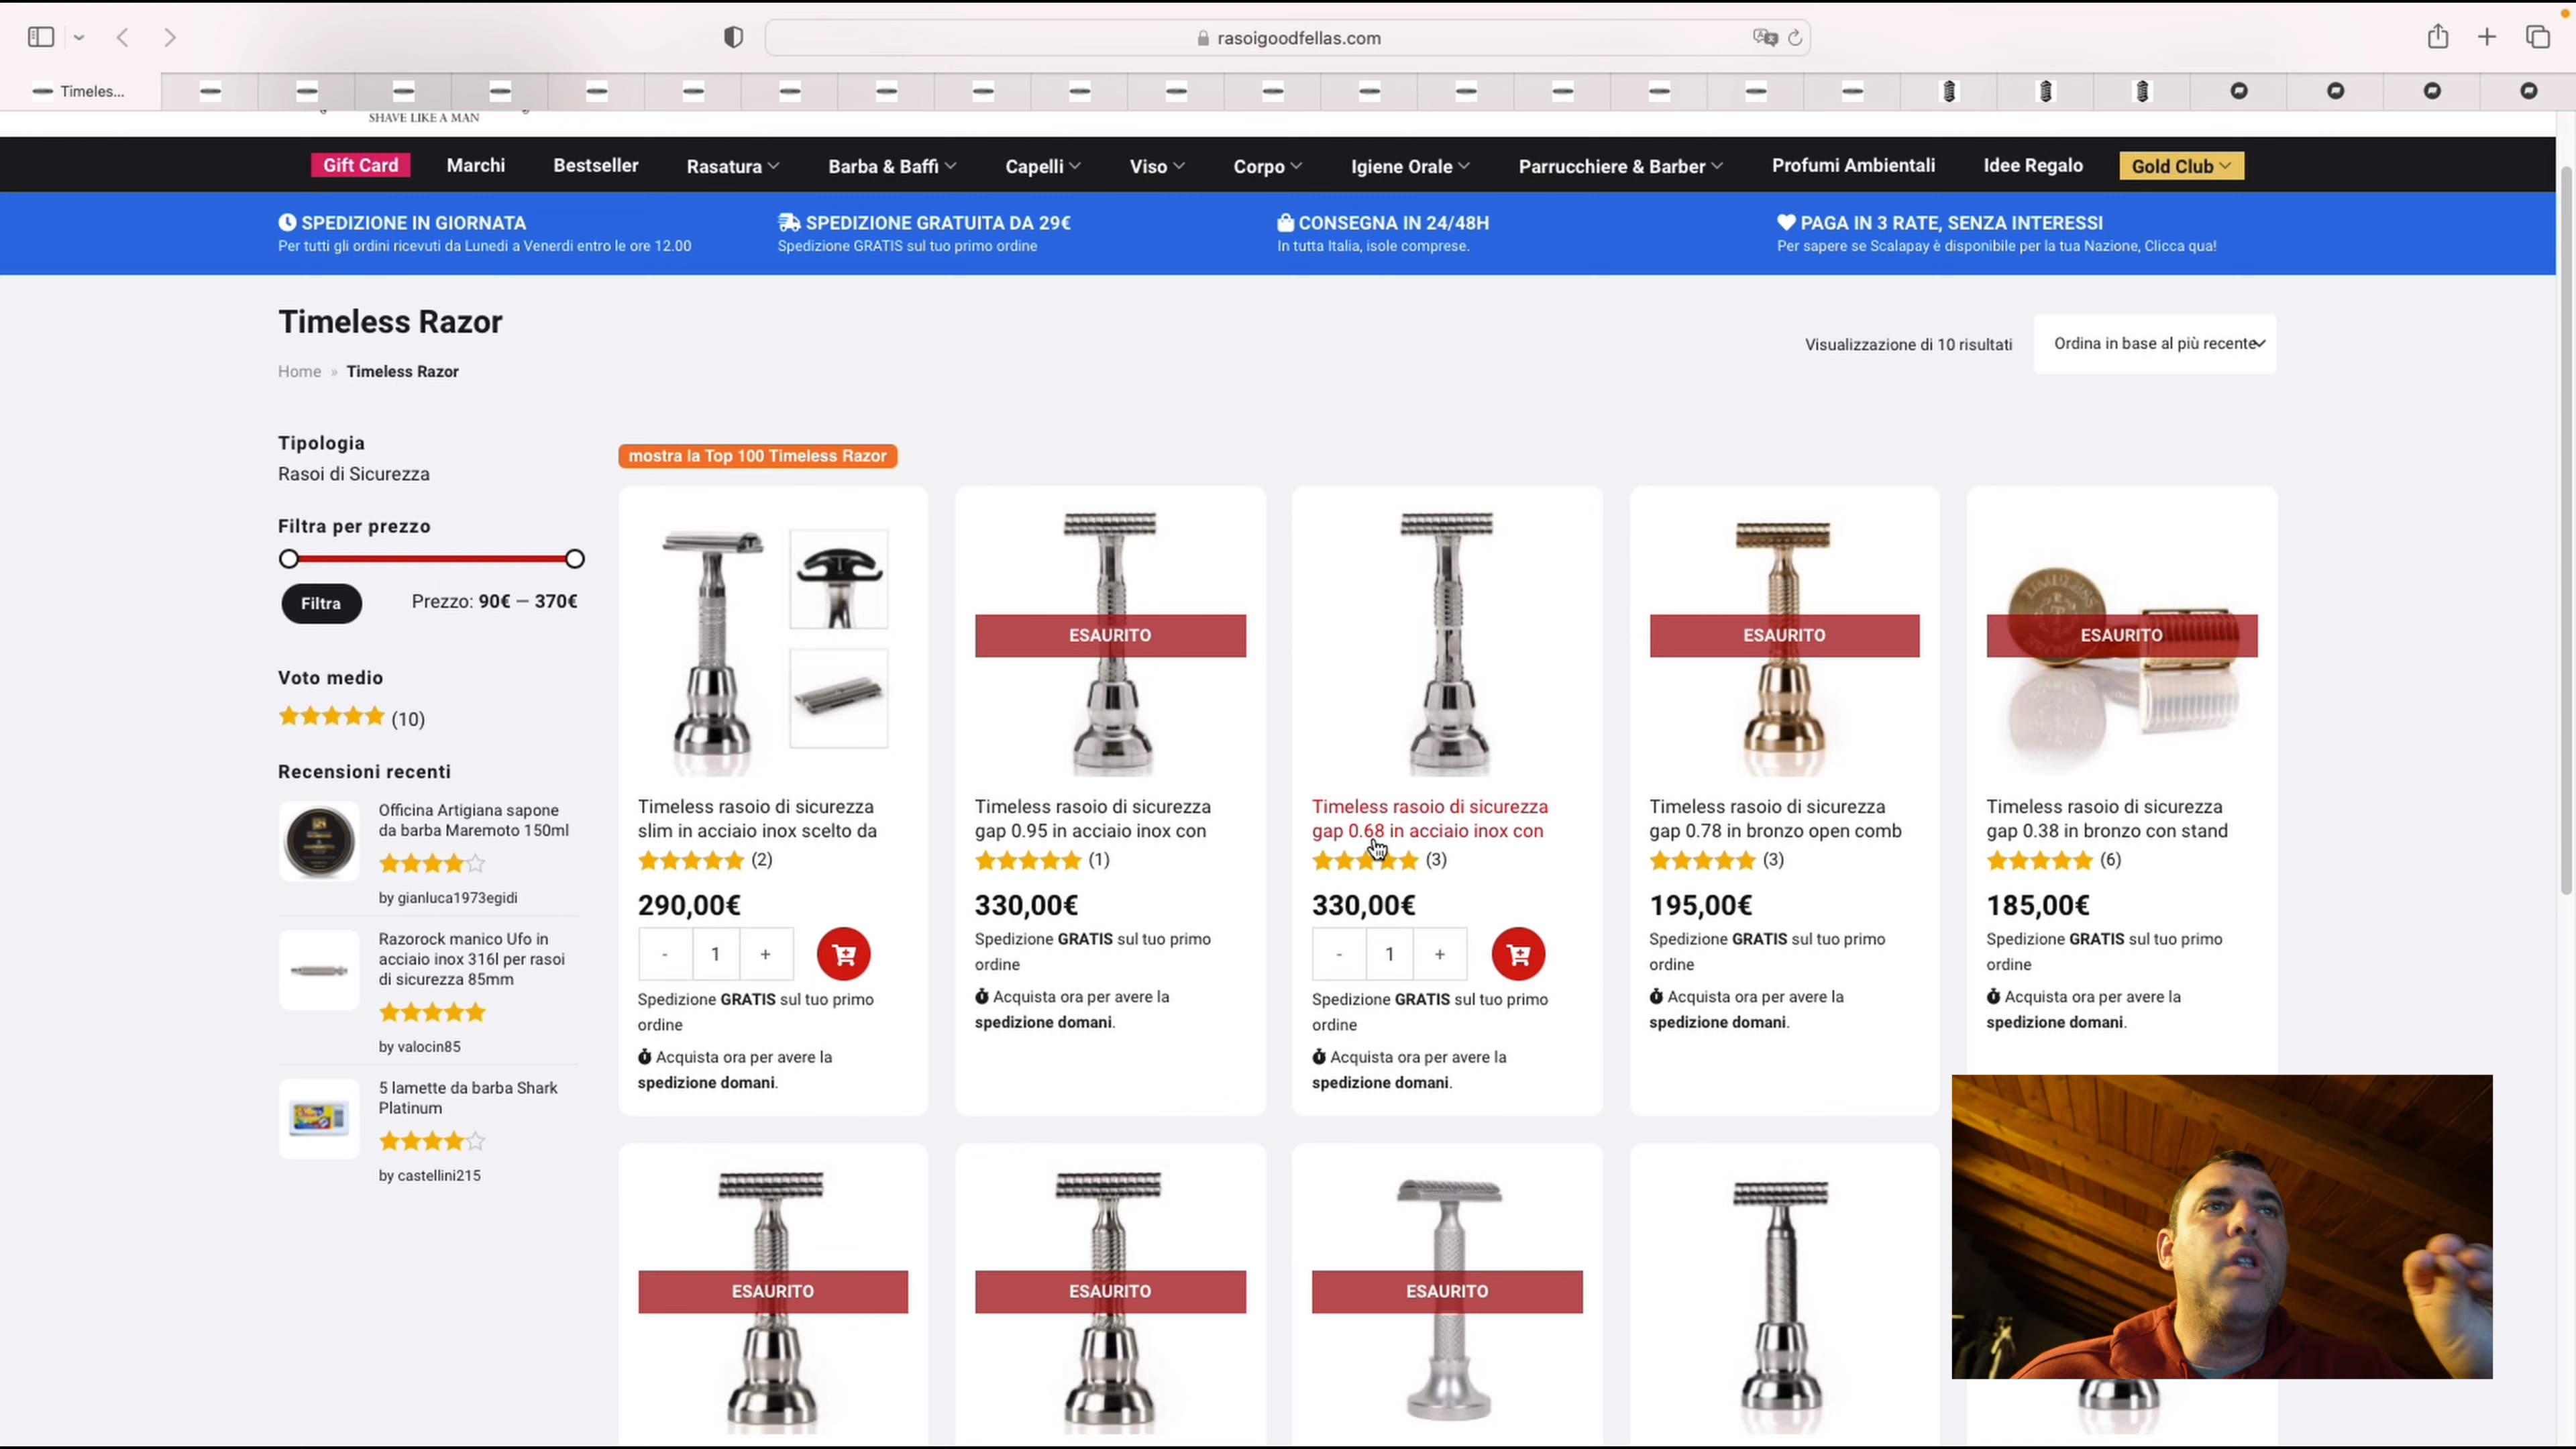 rasoigoodfellas.com
Timeles...
SHAVE LIKE A MAN
Gift Card
Marchi
Bestseller
Rasatura
Barba & Baffi
Capelli
Viso
Corpo
Igiene Orale
Parrucchiere & Barber
Profumi Ambientali
Idee Regalo
Gold Club
SPEDIZIONE IN GIORNATA
Per tutti gli ordini ricevuti da Lunedi a Venerdi entro le ore 12.00
SPEDIZIONE GRATUITA DA 29€
Spedizione GRATIS sul tuo primo ordine
CONSEGNA IN 24/48H
In tutta Italia, isole comprese.
PAGA IN 3 RATE, SENZA INTERESSI
Per sapere se Scalapay è disponibile per la tua Nazione, Clicca qua!
Timeless Razor
Home » Timeless Razor
Visualizzazione di 10 risultati
Ordina in base al più recente
Tipologia
Rasoi di Sicurezza
Filtra per prezzo
Filtra
Prezzo: 90€ — 370€
Voto medio
(10)
Recensioni recenti
Officina Artigiana sapone
da barba Maremoto 150ml
by gianluca1973egidi
Razorock manico Ufo in
acciaio inox 316l per rasoi
di sicurezza 85mm
by valocin85
5 lamette da barba Shark
Platinum
by castellini215
mostra la Top 100 Timeless Razor
Timeless rasoio di sicurezza
slim in acciaio inox scelto da
(2)
290,00€
- 1 +
Spedizione GRATIS sul tuo primo
ordine
Acquista ora per avere la
spedizione domani.
ESAURITO
Timeless rasoio di sicurezza
gap 0.95 in acciaio inox con
(1)
330,00€
Spedizione GRATIS sul tuo primo
ordine
Acquista ora per avere la
spedizione domani.
Timeless rasoio di sicurezza
gap 0.68 in acciaio inox con
(3)
330,00€
- 1 +
Spedizione GRATIS sul tuo primo
ordine
Acquista ora per avere la
spedizione domani.
ESAURITO
Timeless rasoio di sicurezza
gap 0.78 in bronzo open comb
(3)
195,00€
Spedizione GRATIS sul tuo primo
ordine
Acquista ora per avere la
spedizione domani.
ESAURITO
Timeless rasoio di sicurezza
gap 0.38 in bronzo con stand
(6)
185,00€
Spedizione GRATIS sul tuo primo
ordine
Acquista ora per avere la
spedizione domani.
ESAURITO
ESAURITO
ESAURITO